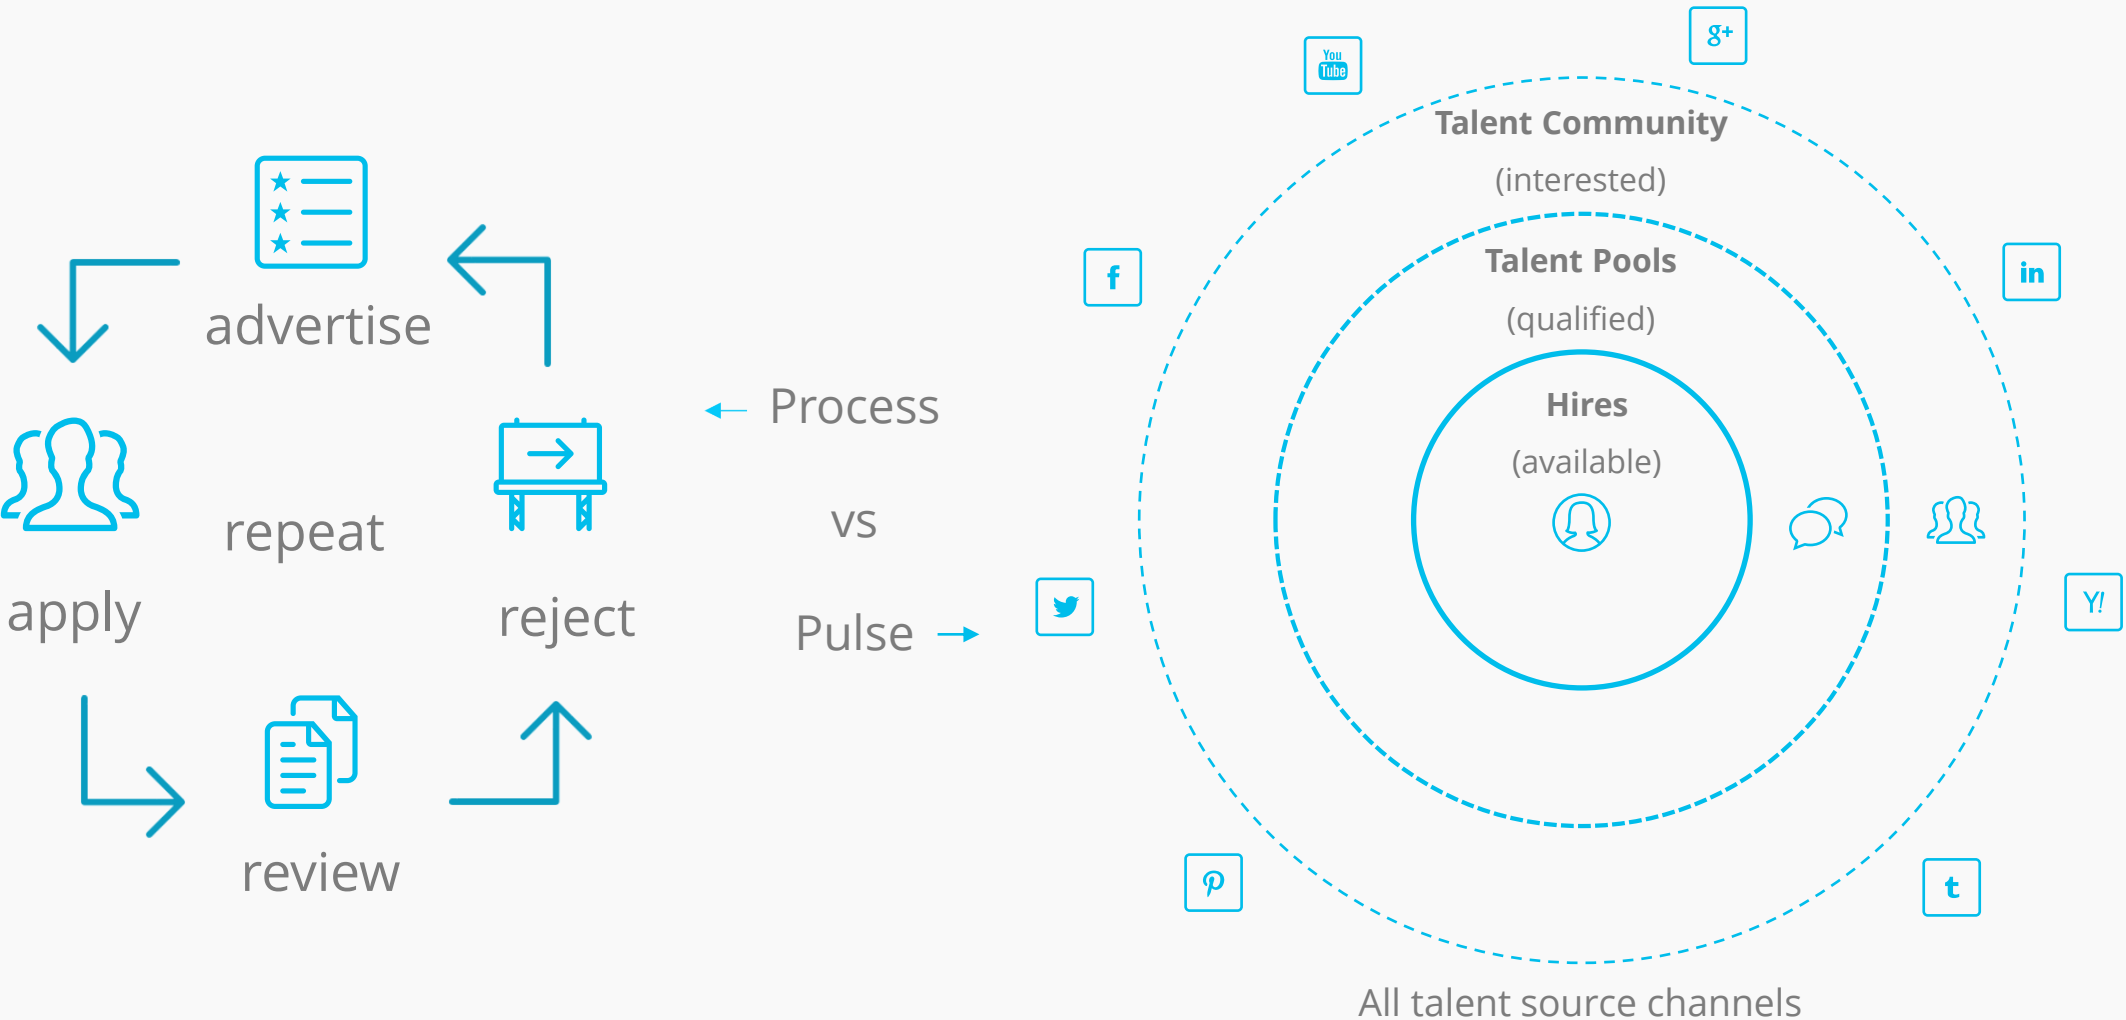 advertise
apply
repeat
reject
review
Process
vs
Pulse
You
Tube
g+
f
in
Y!
t
Talent Community
(interested)
Talent Pools
(qualified)
Hires
(available)
All talent source channels